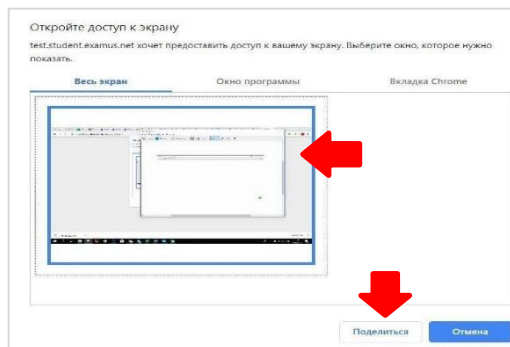 Откройте доступ к экрану
test.student.examus.net хочет предоставить доступ к вашему экрану. Выберите окно, которое нужно
показать.
Весь экран Окно программы Вкладка Chrome
Поделиться Отмена